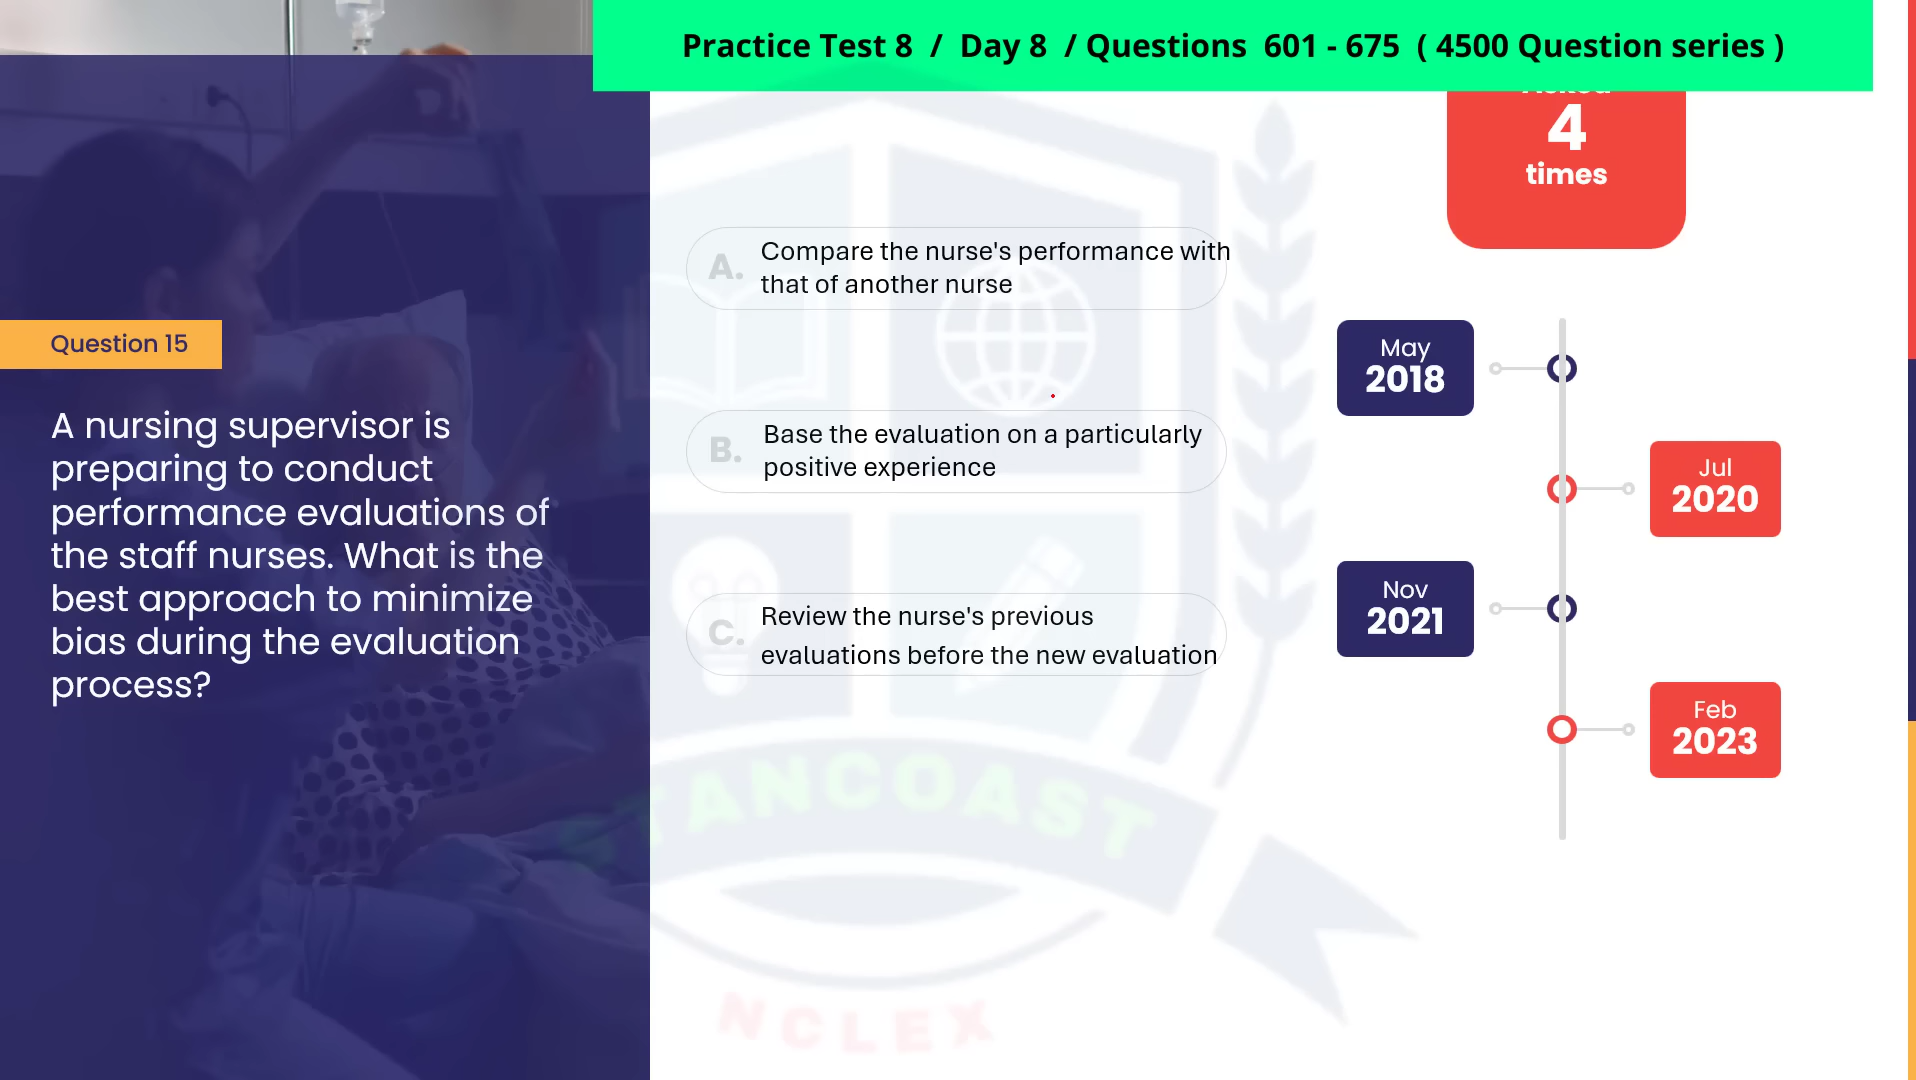 Practice Test 8 / Day 8 / Questions 601 - 675 ( 4500 Question series )
Asked
4
times
Question 15
A nursing supervisor is
preparing to conduct
performance evaluations of
the staff nurses. What is the
best approach to minimize
bias during the evaluation
process?
A. Compare the nurse's performance with
that of another nurse
B. Base the evaluation on a particularly
positive experience
C. Review the nurse's previous
evaluations before the new evaluation
May
2018
Jul
2020
Nov
2021
Feb
2023
STANCOAST
NCLEX